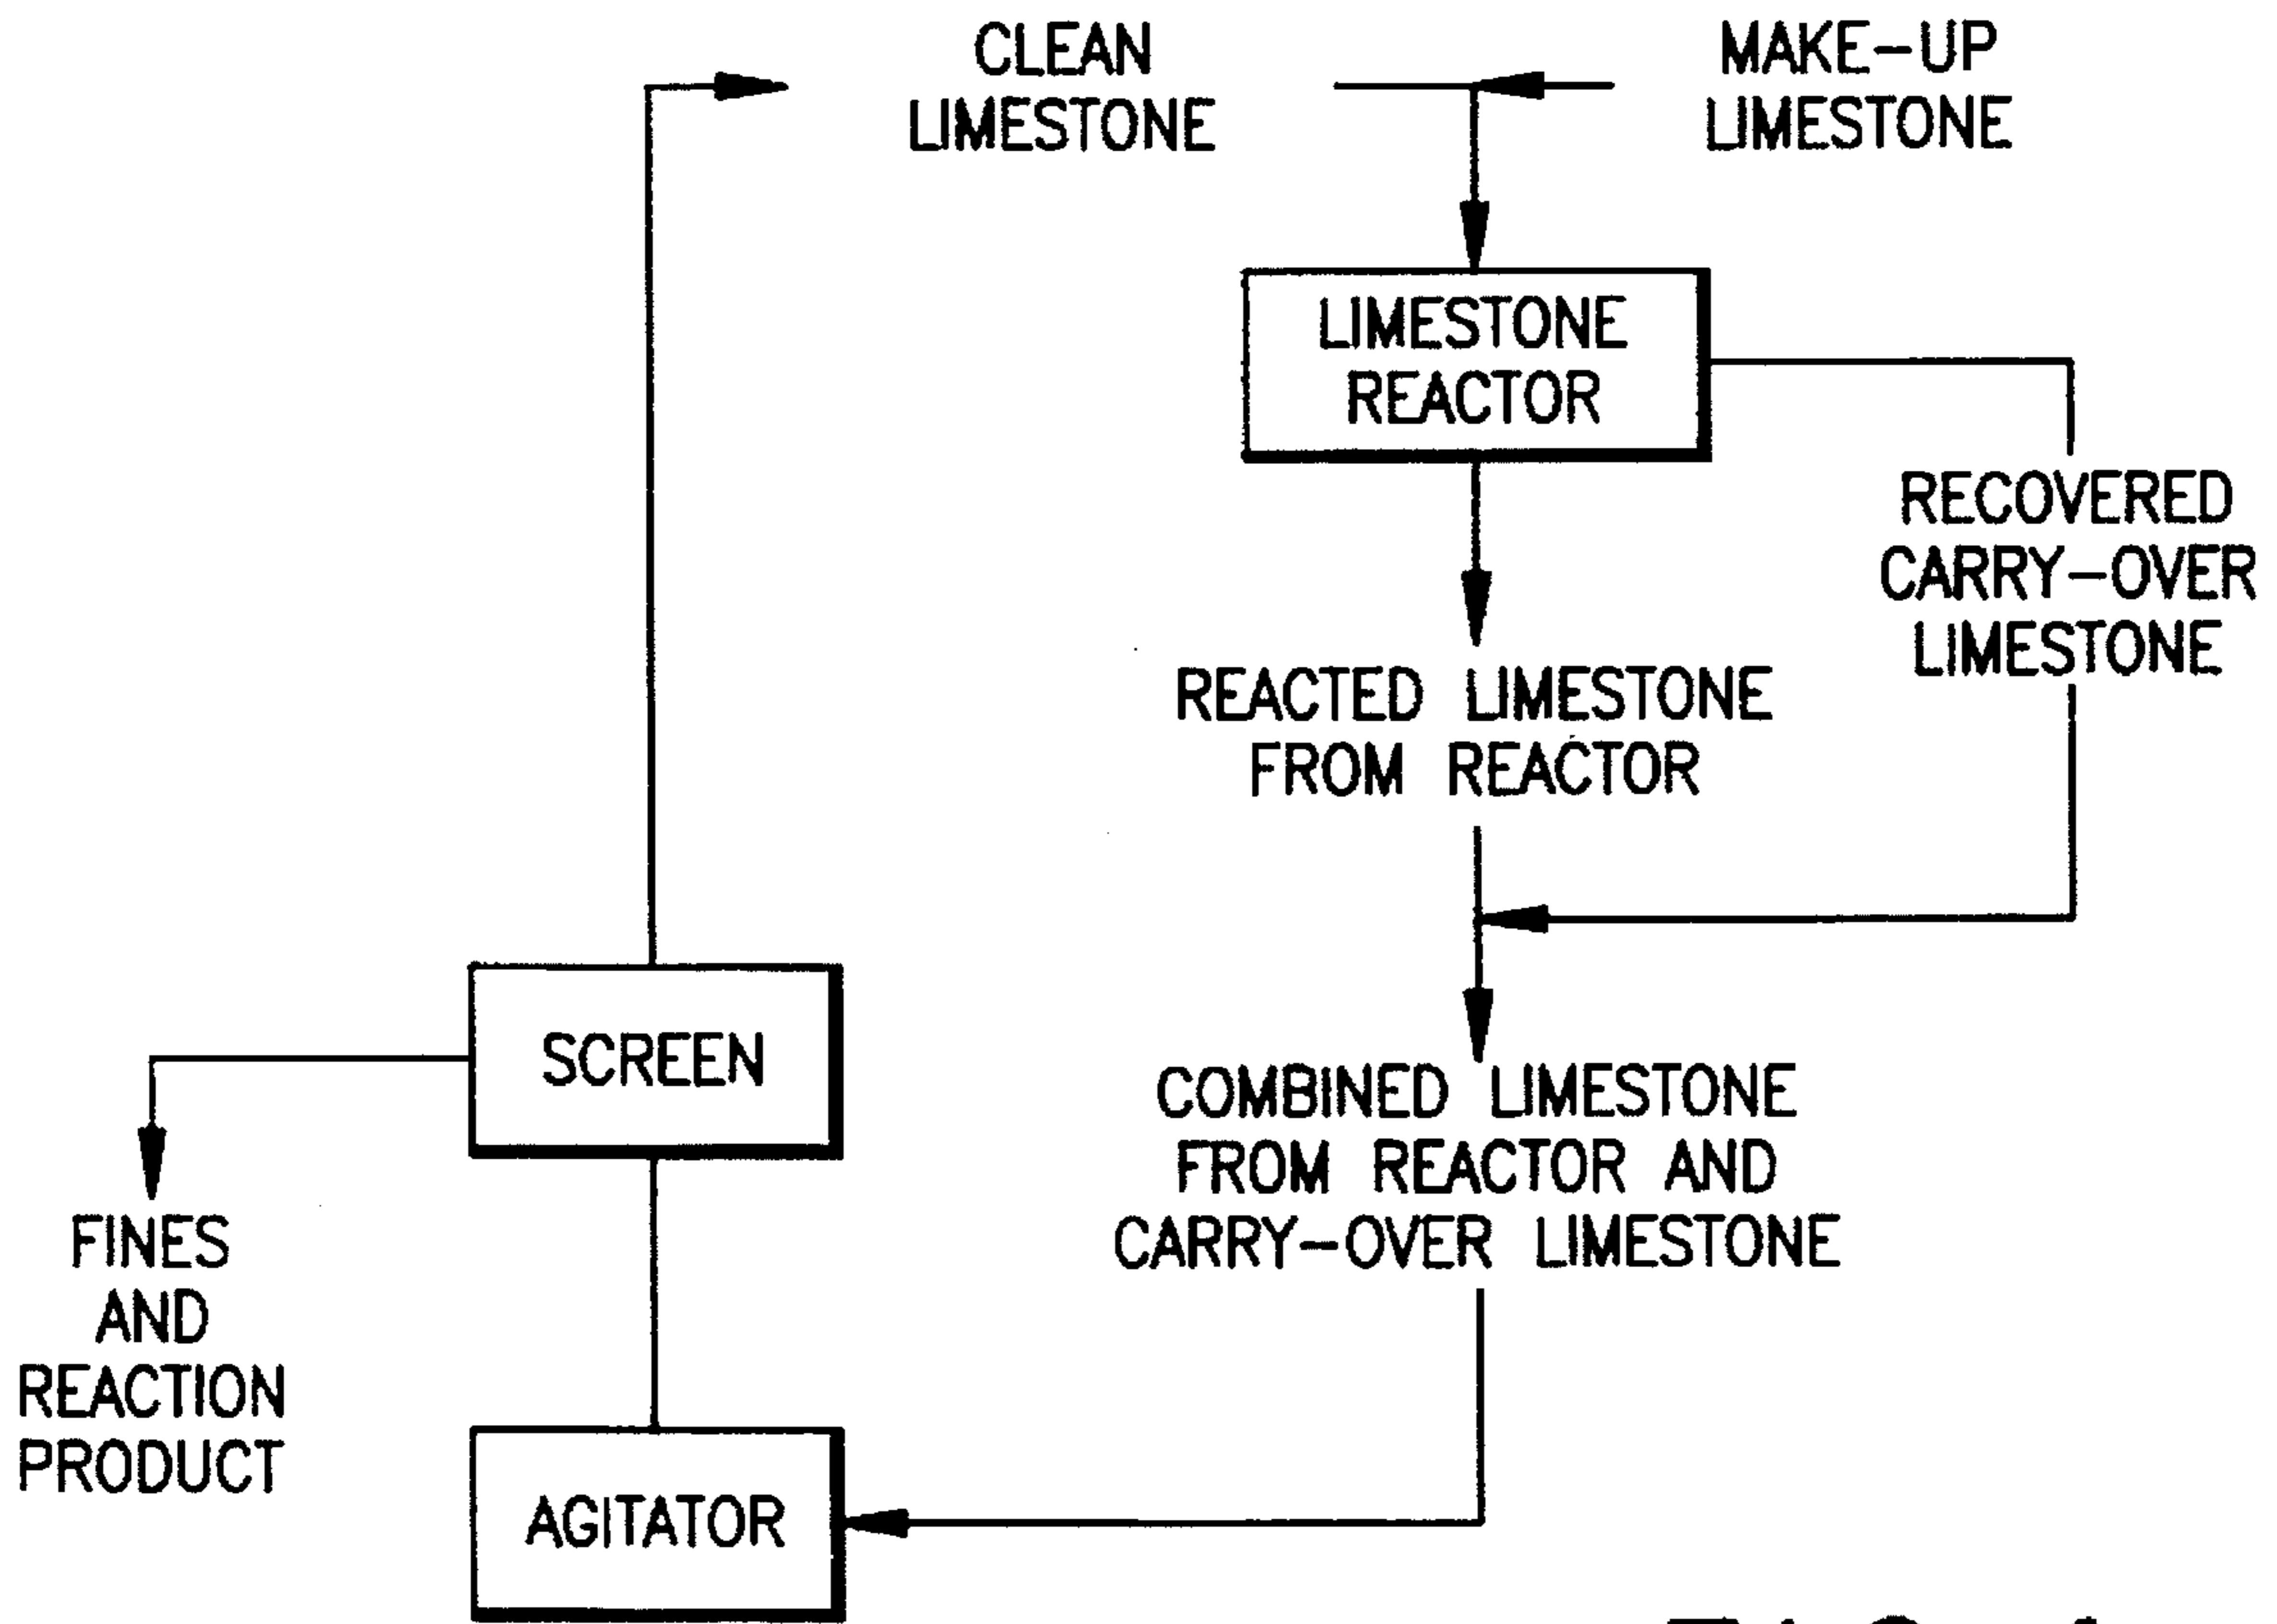 CLEAN
LIMESTONE
MAKE-UP
LIMESTONE
LIMESTONE
REACTOR
RECOVERED
CARRY-OVER
LIMESTONE
REACTED LIMESTONE
FROM REACTOR
SCREEN
COMBINED LIMESTONE
FROM REACTOR AND
CARRY-OVER LIMESTONE
FINES
AND
REACTION
PRODUCT
AGITATOR